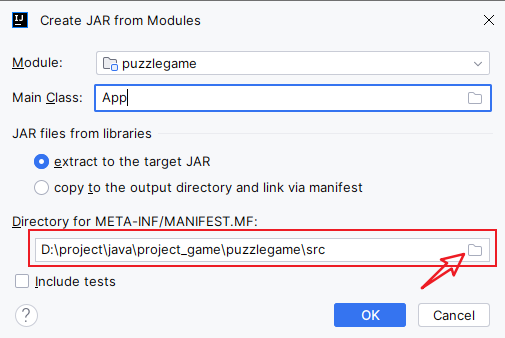 IJ
Create JAR from Modules
Module:
puzzlegame
Main Class:
App
JAR files from libraries
extract to the target JAR
copy to the output directory and link via manifest
Directory for META-INF/MANIFEST.MF:
D:\project\java\project_game\puzzlegame\src
Include tests
?
OK
Cancel